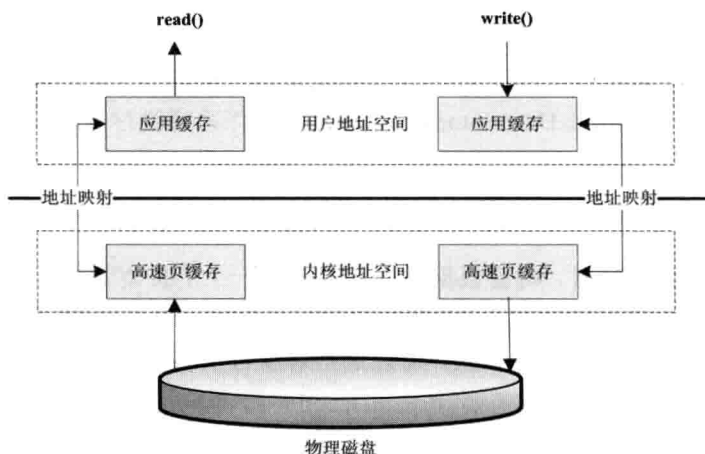 read() write()
应用缓存 用户地址空间 应用缓存
地址映射 地址映射
高速页缓存 内核地址空间 高速页缓存
物理磁盘